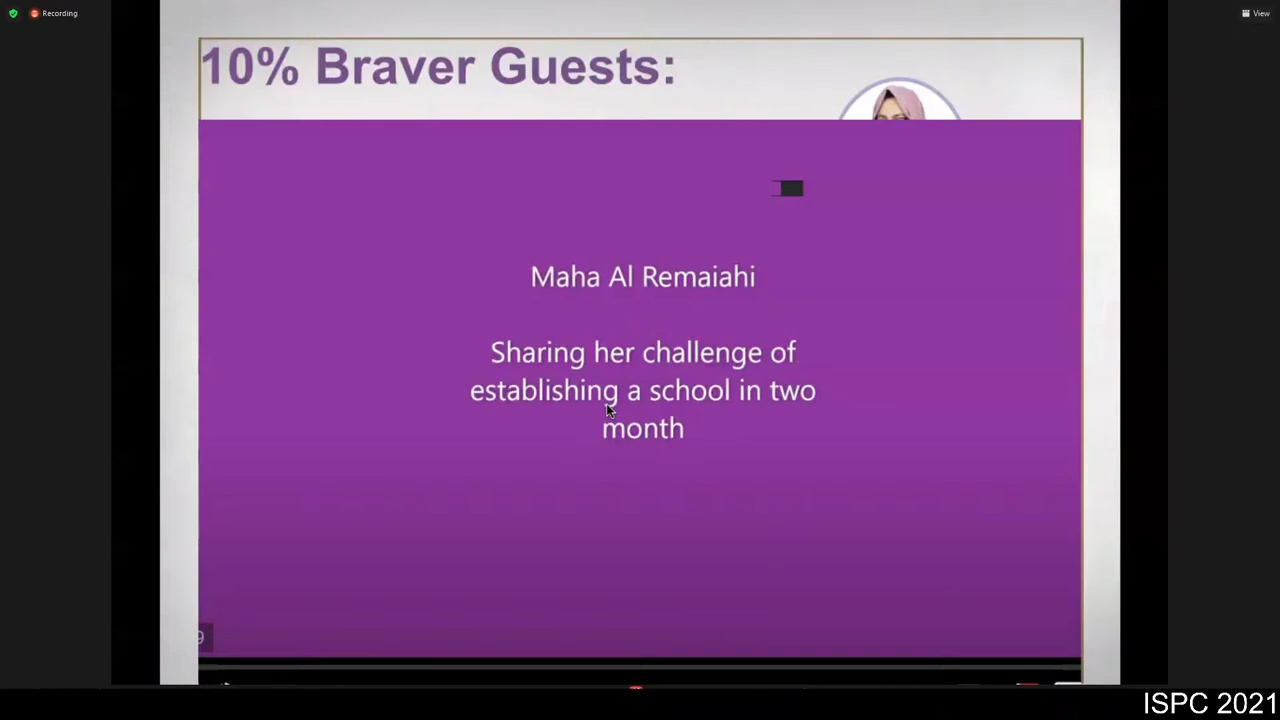 Recording
View
10% Braver Guests:
Maha Al Remaiahi
Sharing her challenge of
establishing a school in two
month
9
ISPC 2021